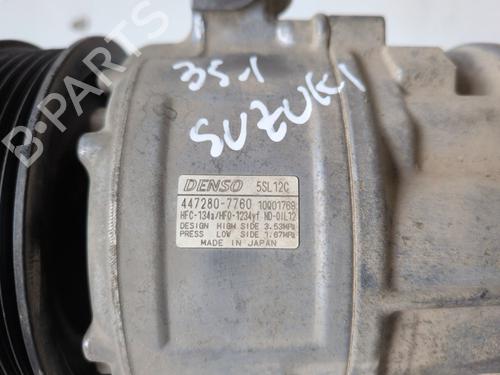 35.1
SUZUKI
DENSO 5SL12C
447280-7760 10Q01769
HFC-134a/HFO-1234yf ND-OIL12
DESIGN HIGH SIDE 3.53MPa
PRESS LOW SIDE 1.67MPa
MADE IN JAPAN
B-PARTS